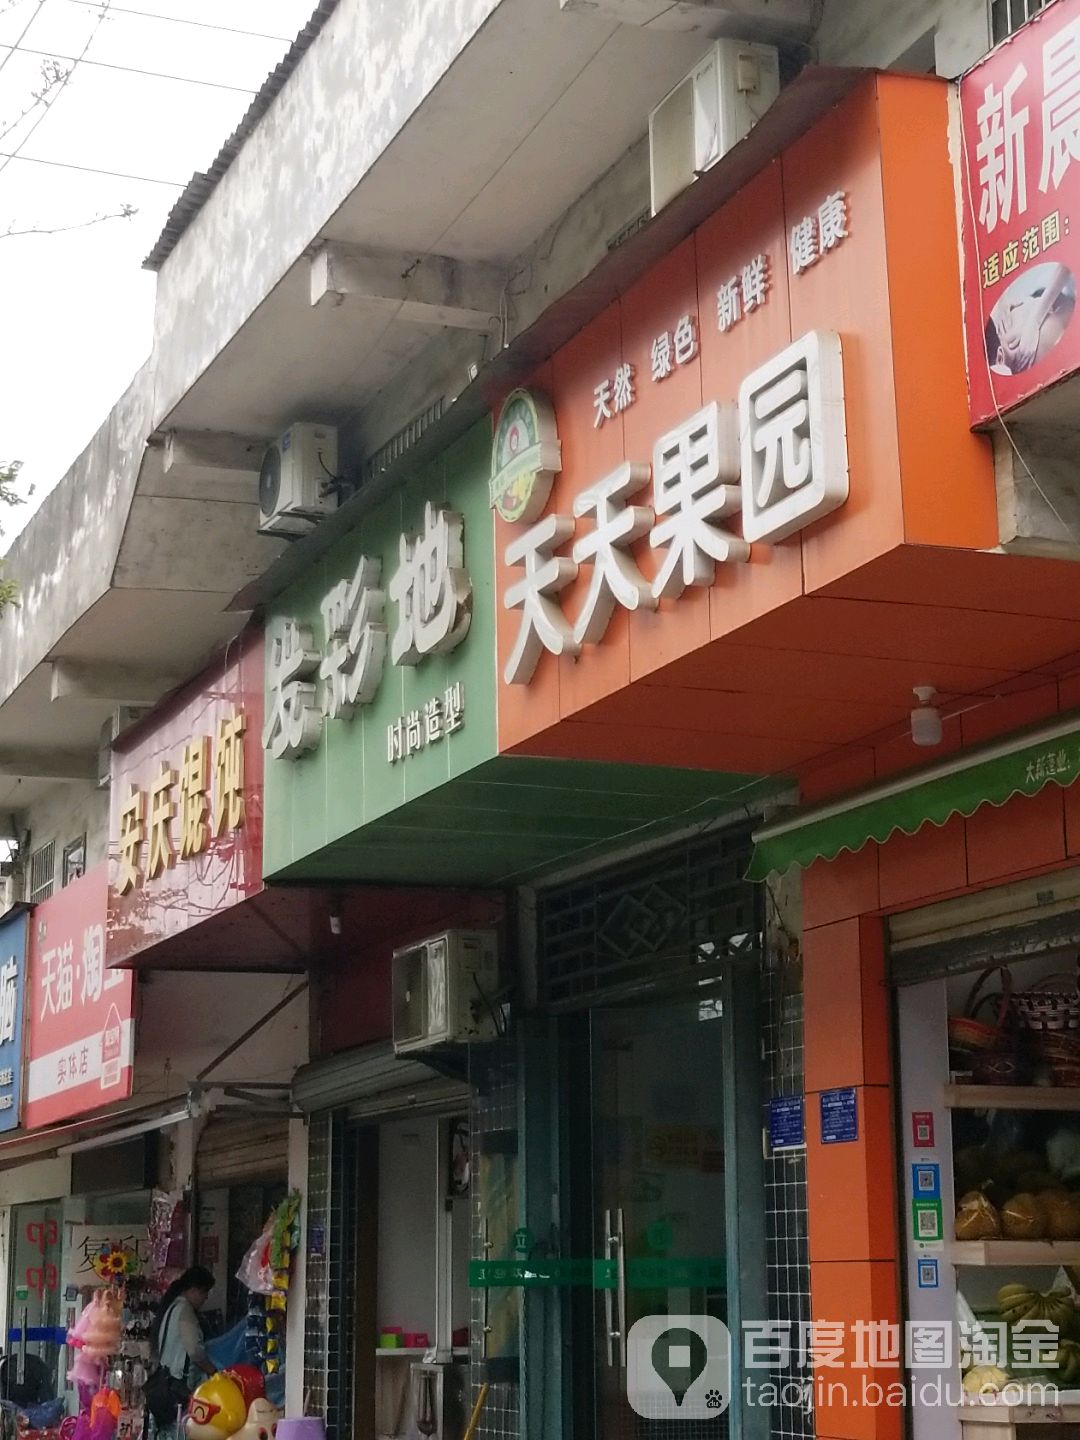 新晨
适应范围：
天然 绿色 新鲜 健康
天天果园
发彩地
时尚造型
安庆馄饨
天猫·淘宝
实体店
复印
百度地图淘金
taojin.baidu.com